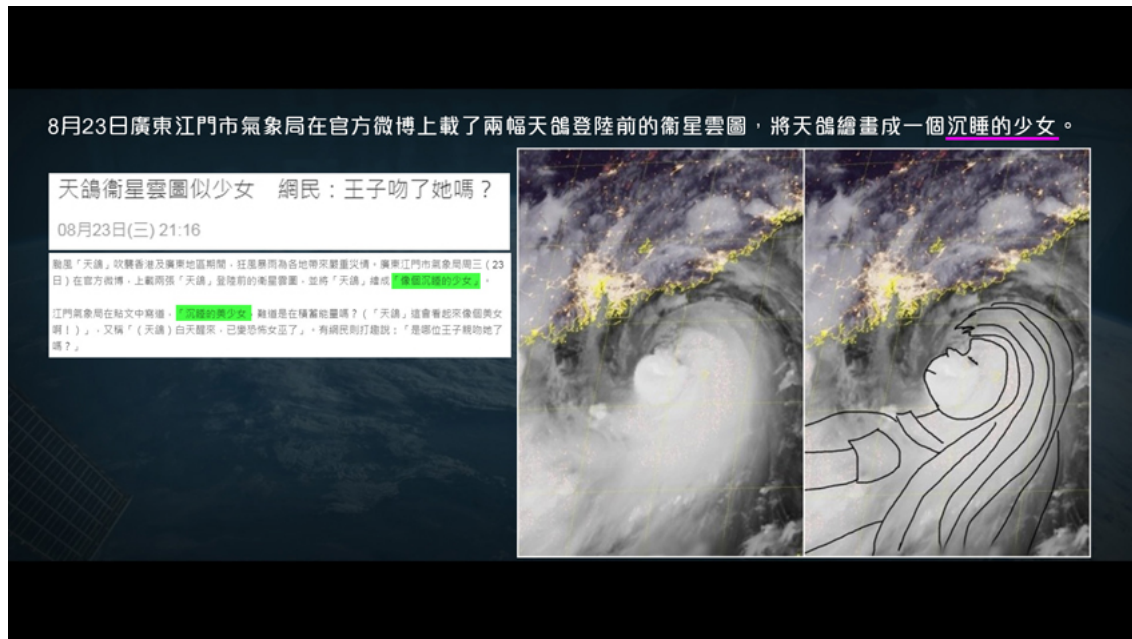 8月23日廣東江門市氣象局在官方微博上載了兩幅天鴿登陸前的衞星雲圖，將天鴿繪畫成一個沉睡的少女。
天鴿衞星雲圖似少女　網民：王子吻了她嗎？
08月23日(三) 21:16
颱風「天鴿」吹襲香港及廣東地區期間，狂風暴雨為各地帶來嚴重災情。廣東江門市氣象局周三（23
日）在官方微博，上載兩張「天鴿」登陸前的衞星雲圖，並將「天鴿」繪成「像個沉睡的少女」。
江門氣象局在帖文中寫道，「沉睡的美少女，難道是在積蓄能量嗎？（「天鴿」這會看起來像個美女
啊！）」，又稱「（天鴿）白天醒來，已變恐怖女巫了」。有網民則打趣說：「是哪位王子親吻她了
嗎？」